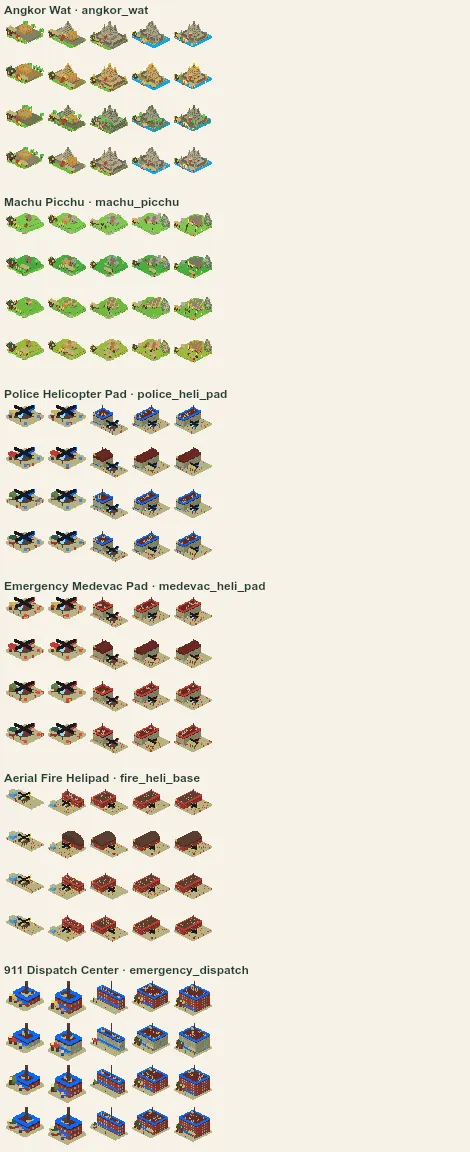 Angkor Wat · angkor_wat
Machu Picchu · machu_picchu
Police Helicopter Pad · police_heli_pad
Emergency Medevac Pad · medevac_heli_pad
Aerial Fire Helipad · fire_heli_base
911 Dispatch Center · emergency_dispatch